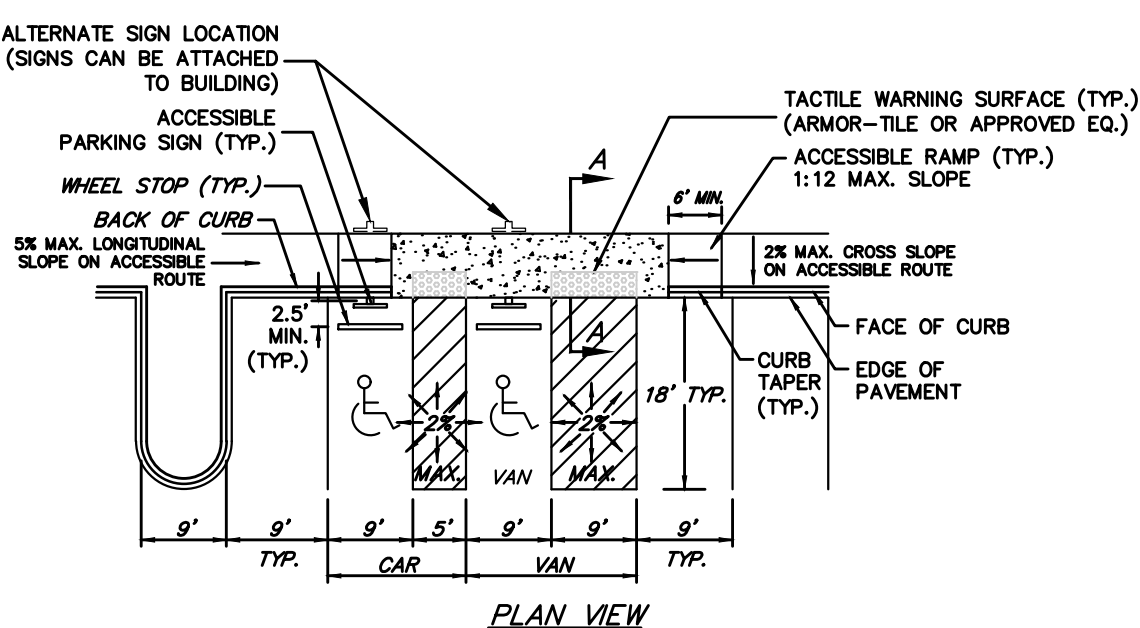 ALTERNATE SIGN LOCATION
(SIGNS CAN BE ATTACHED
TO BUILDING)
ACCESSIBLE
PARKING SIGN (TYP.)
WHEEL STOP (TYP.)
BACK OF CURB
5% MAX. LONGITUDINAL
SLOPE ON ACCESSIBLE
ROUTE
TACTILE WARNING SURFACE (TYP.)
(ARMOR-TILE OR APPROVED EQ.)
A
ACCESSIBLE RAMP (TYP.)
1:12 MAX. SLOPE
6' MIN.
2% MAX. CROSS SLOPE
ON ACCESSIBLE ROUTE
2.5'
MIN.
(TYP.)
A
FACE OF CURB
CURB
TAPER
(TYP.)
EDGE OF
PAVEMENT
18' TYP.
2%
MAX.
VAN
2%
MAX.
9'
9'
TYP.
9'
5'
9'
9'
9'
TYP.
CAR
VAN
PLAN VIEW